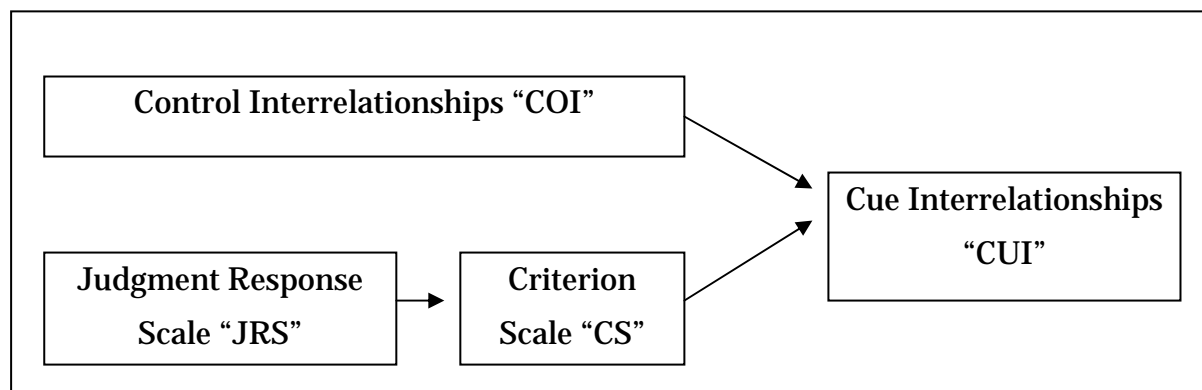 Control Interrelationships “COI”
Cue Interrelationships
“CUI”
Judgment Response
Scale “JRS”
Criterion
Scale “CS”